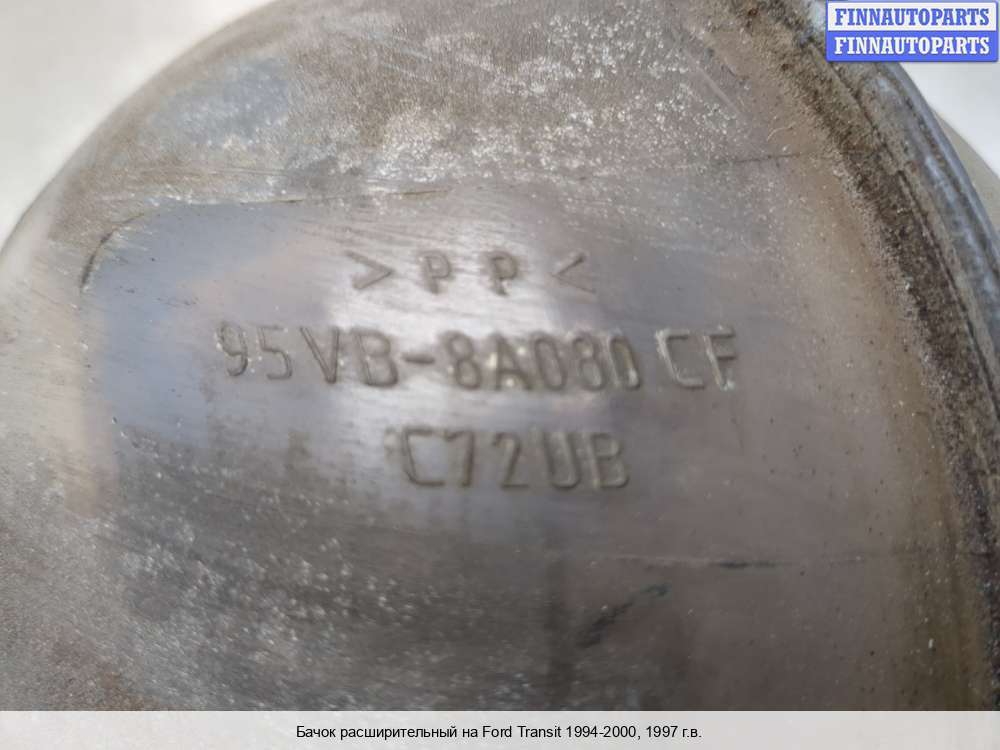 FINNAUTOPARTS
FINNAUTOPARTS
>PP<
95VB-8A080 CF
C72UB
Бачок расширительный на Ford Transit 1994-2000, 1997 г.в.